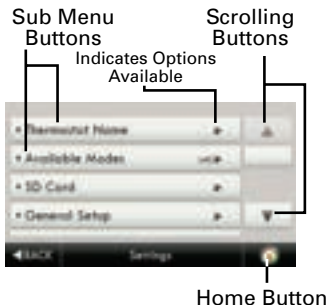 Sub Menu
Buttons
Scrolling
Buttons
Indicates Options
Available
• Thermostat Name
• Available Modes
• SD Card
• General Setup
BACK
Settings
Home Button